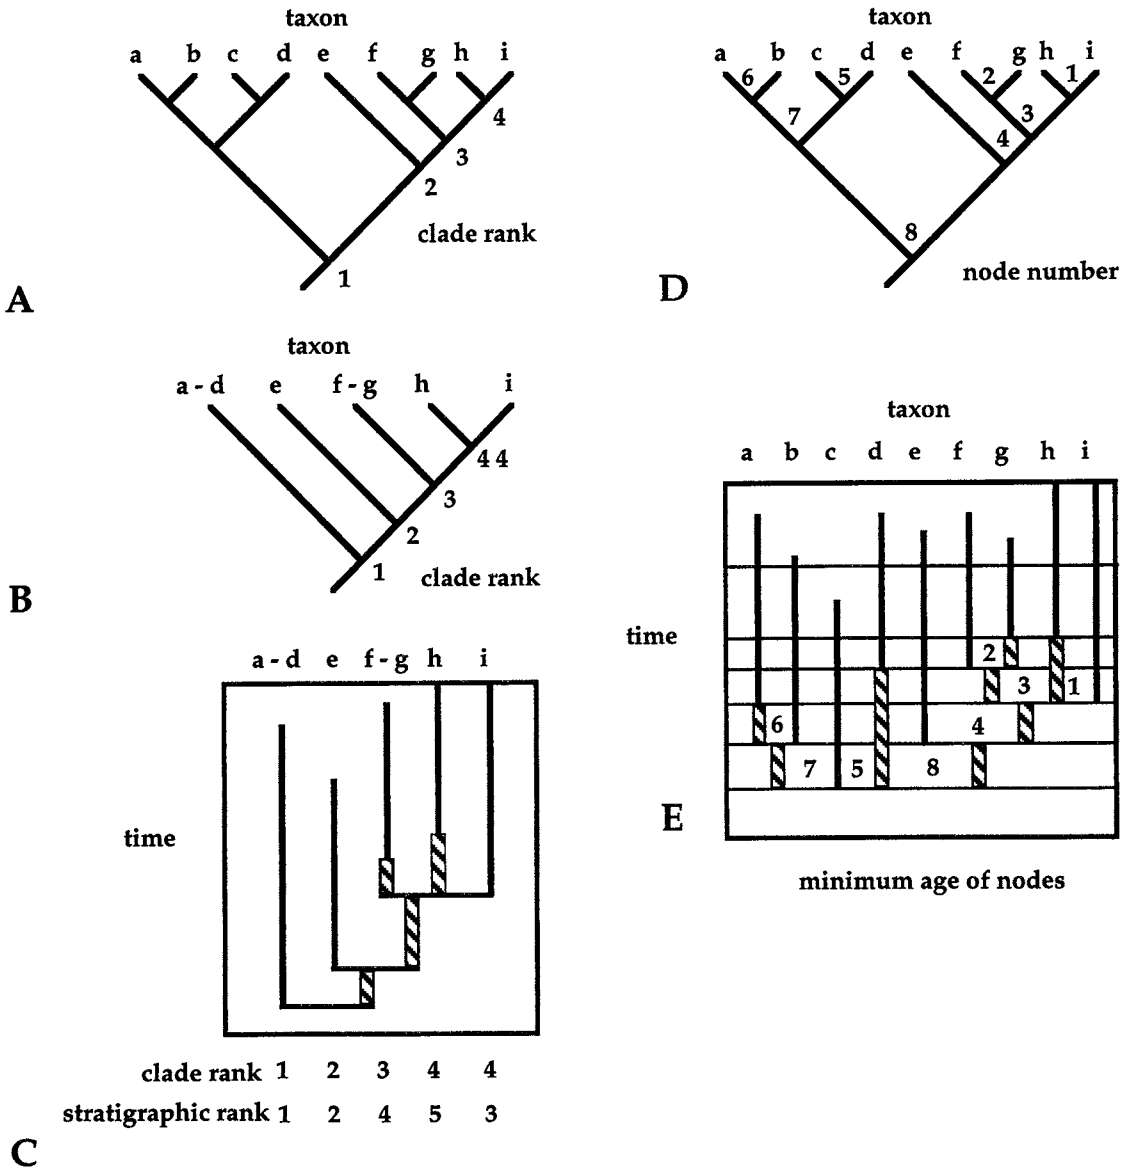 taxon
a b c d e f g h i
4
3
2
clade rank
1
A
taxon
a - d e f - g h i
4 4
3
2
1
clade rank
B
a - d e f - g h i
time
clade rank 1 2 3 4 4
stratigraphic rank 1 2 4 5 3
C
taxon
a b c d e f g h i
6 5 2 1
7 3
4
8
node number
D
taxon
a b c d e f g h i
time
2
3 1
6 4
7 5 8
E
minimum age of nodes